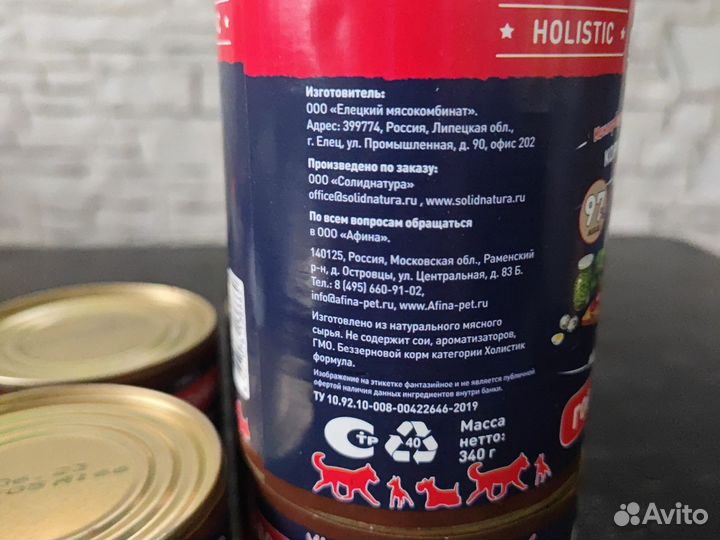 ★ HOLISTIC ★
Изготовитель:
ООО «Елецкий мясокомбинат».
Адрес: 399774, Россия, Липецкая обл.,
г. Елец, ул. Промышленная, д. 90, офис 202
Произведено по заказу:
ООО «Солиднатура»
office@solidnatura.ru , www.solidnatura.ru
По всем вопросам обращаться
в ООО «Афина».
140125, Россия, Московская обл., Раменский
р-н, д. Островцы, ул. Центральная, д. 83 Б.
Тел.: 8 (495) 660-91-02,
info@afina-pet.ru, www.Afina-pet.ru
Изготовлено из натурального мясного
сырья. Не содержит сои, ароматизаторов,
ГМО. Беззерновой корм категории Холистик
формула.
Изображение на этикетке фантазийное и не является публичной
офертой наличия данных ингредиентов внутри банки.
ТУ 10.92.10-008-00422646-2019
СТР
40
Масса
нетто:
340 г
97
Avito